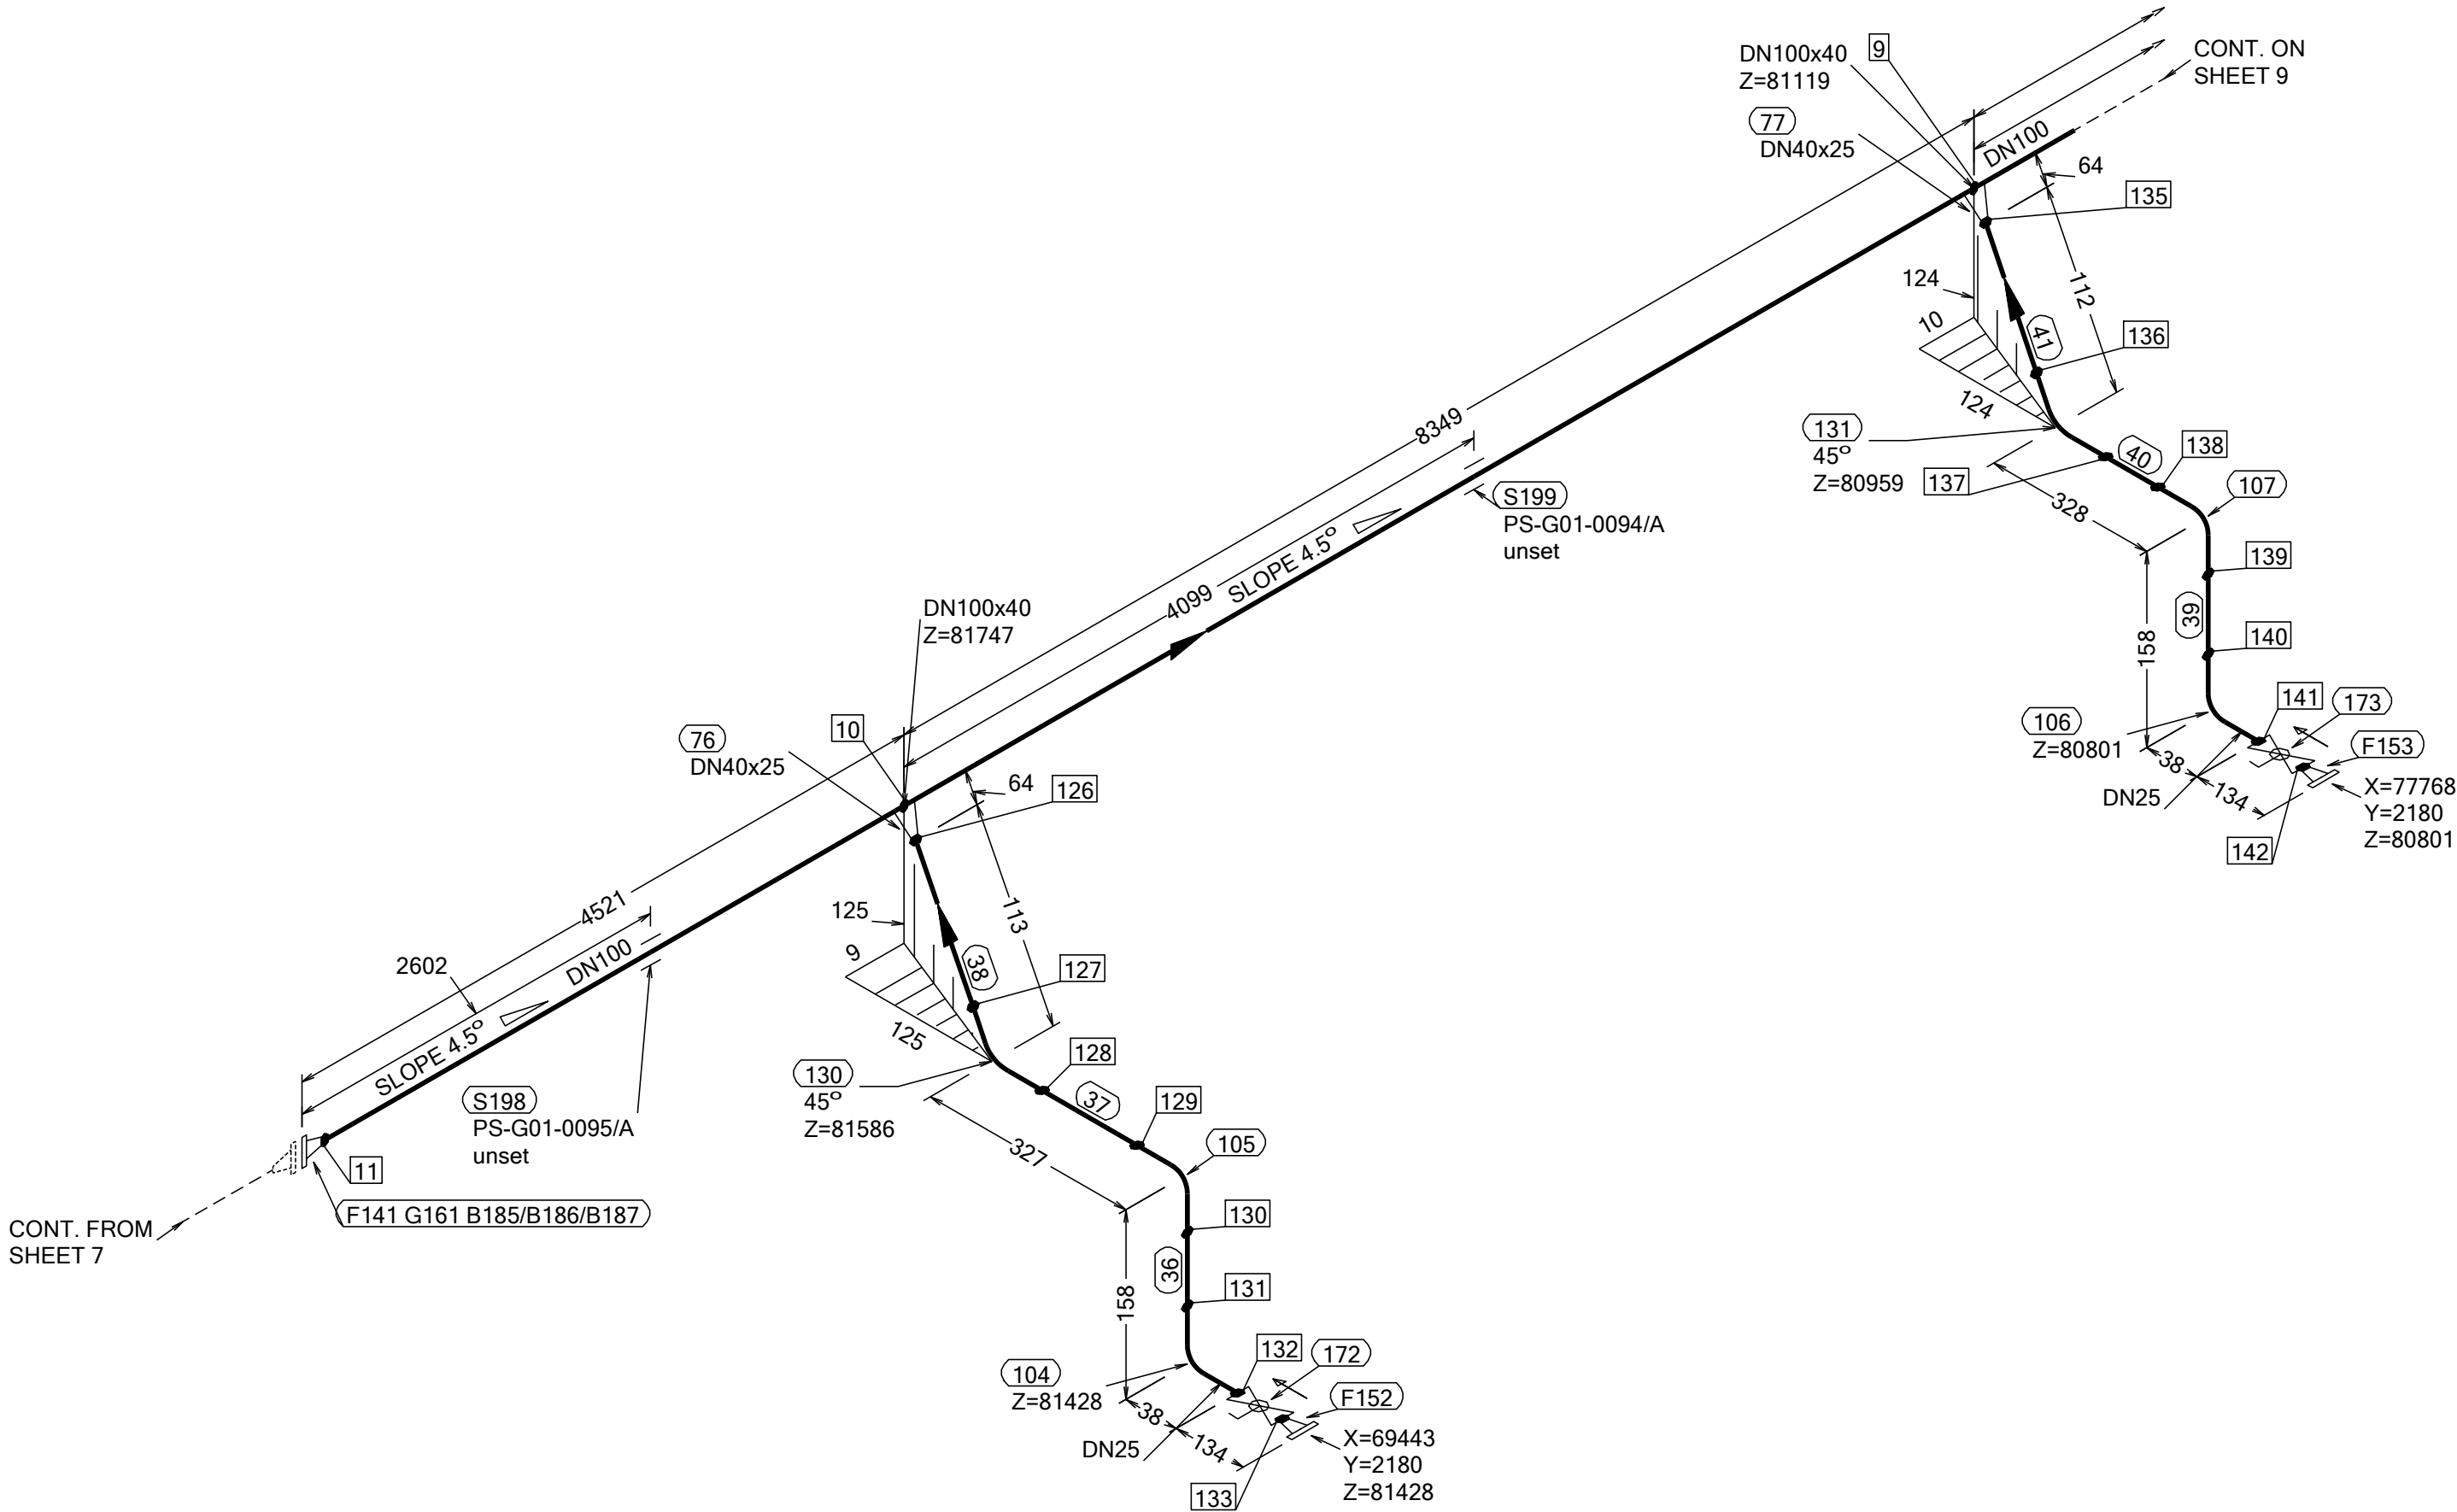 DN100x40
Z=81119
9
CONT. ON
SHEET 9
77
DN40x25
DN100
64
135
124
10
112
41
136
124
131
45°
Z=80959
137
40
138
107
328
139
39
140
158
141
173
106
Z=80801
F153
38
DN25
134
X=77768
Y=2180
Z=80801
142
8349
S199
PS-G01-0094/A
unset
SLOPE 4.5°
4099
DN100x40
Z=81747
10
76
DN40x25
64
126
4521
125
113
9
38
127
2602
DN100
125
SLOPE 4.5°
130
45°
Z=81586
128
37
129
105
S198
PS-G01-0095/A
unset
327
11
F141 G161 B185/B186/B187
CONT. FROM
SHEET 7
130
36
131
158
132
172
104
Z=81428
F152
38
DN25
134
X=69443
Y=2180
Z=81428
133